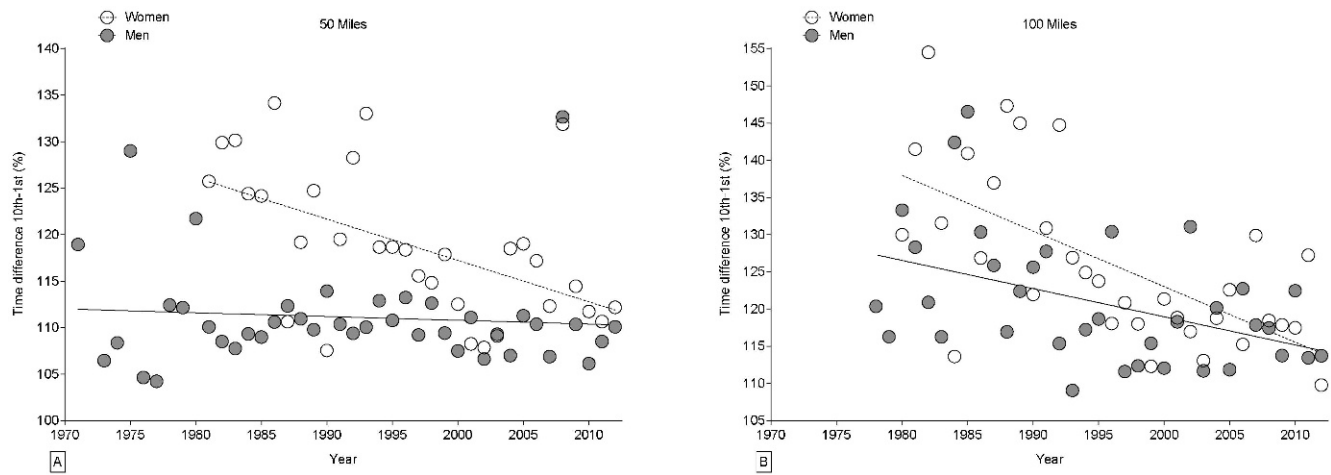 Women
Men
50 Miles
140
135
130
125
120
115
110
105
100
Time difference 10th-1st (%)
1970 1975 1980 1985 1990 1995 2000 2005 2010
Year
A
Women
Men
100 Miles
155
150
145
140
135
130
125
120
115
110
105
Time difference 10th-1st (%)
1970 1975 1980 1985 1990 1995 2000 2005 2010
Year
B